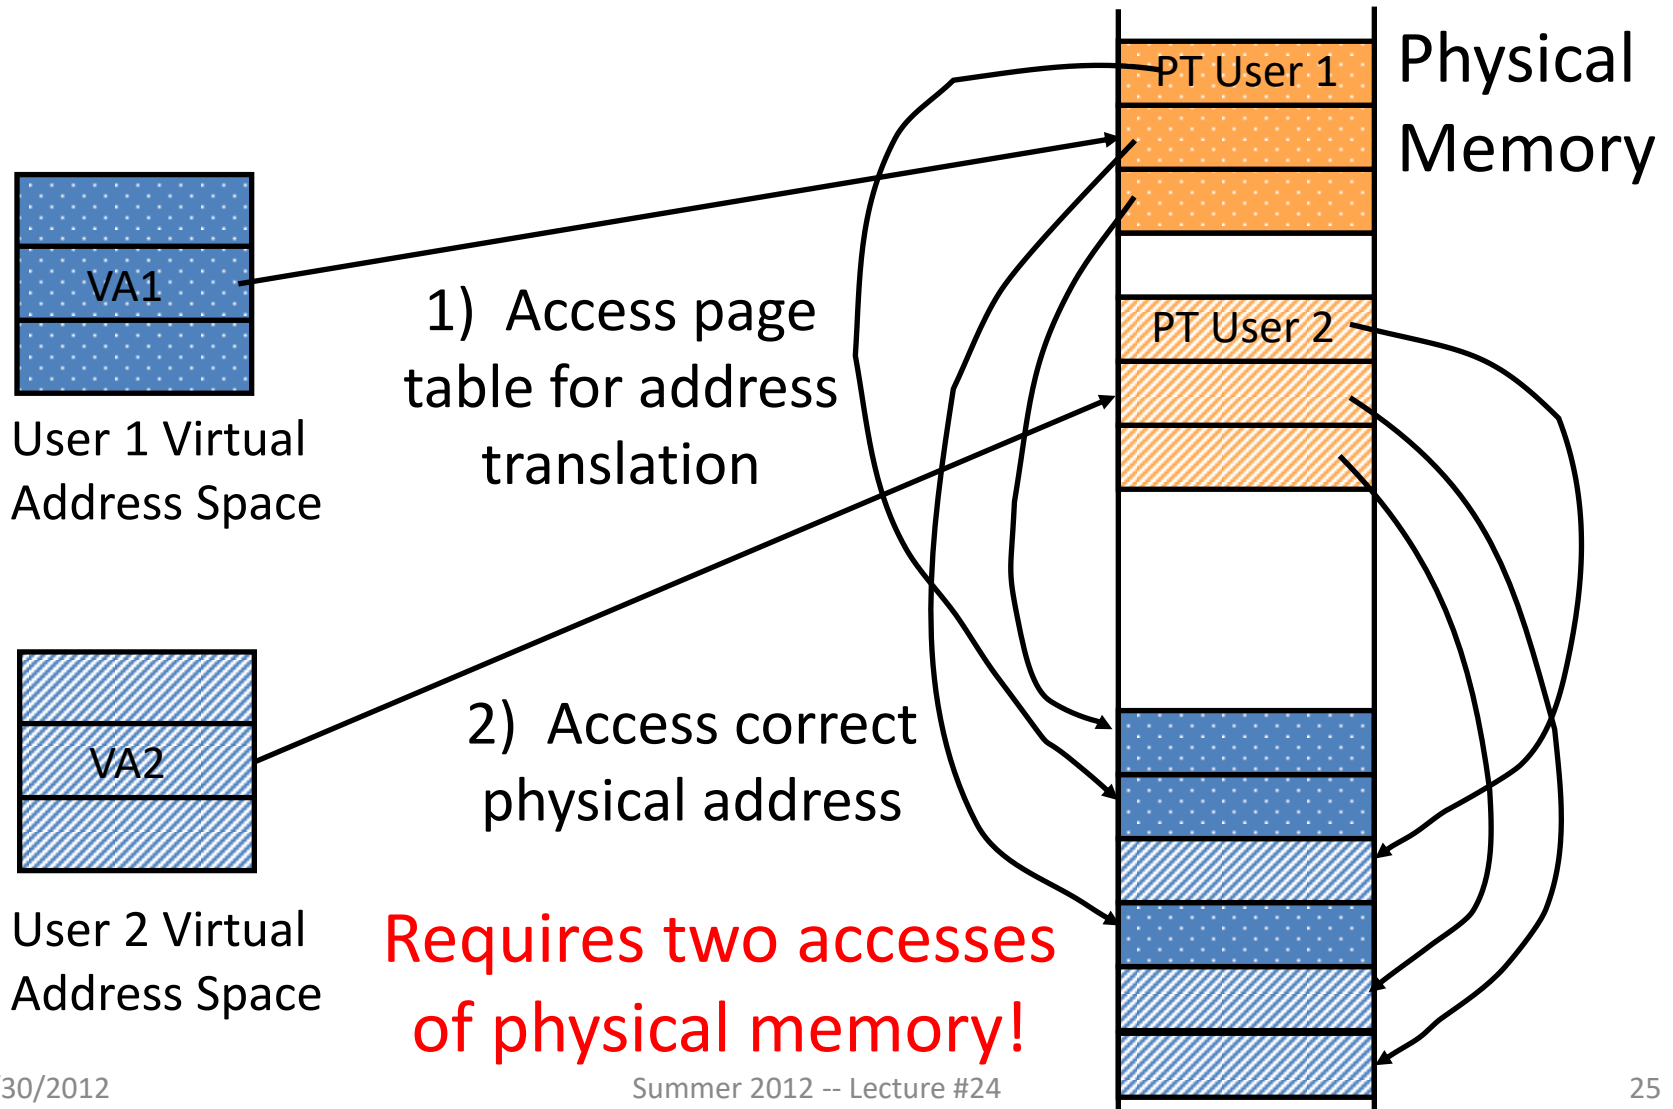 PT User 1
Physical
Memory
VA1
1) Access page
table for address
translation
PT User 2
User 1 Virtual
Address Space
VA2
2) Access correct
physical address
User 2 Virtual
Address Space
Requires two accesses
of physical memory!
/30/2012
Summer 2012 -- Lecture #24
25